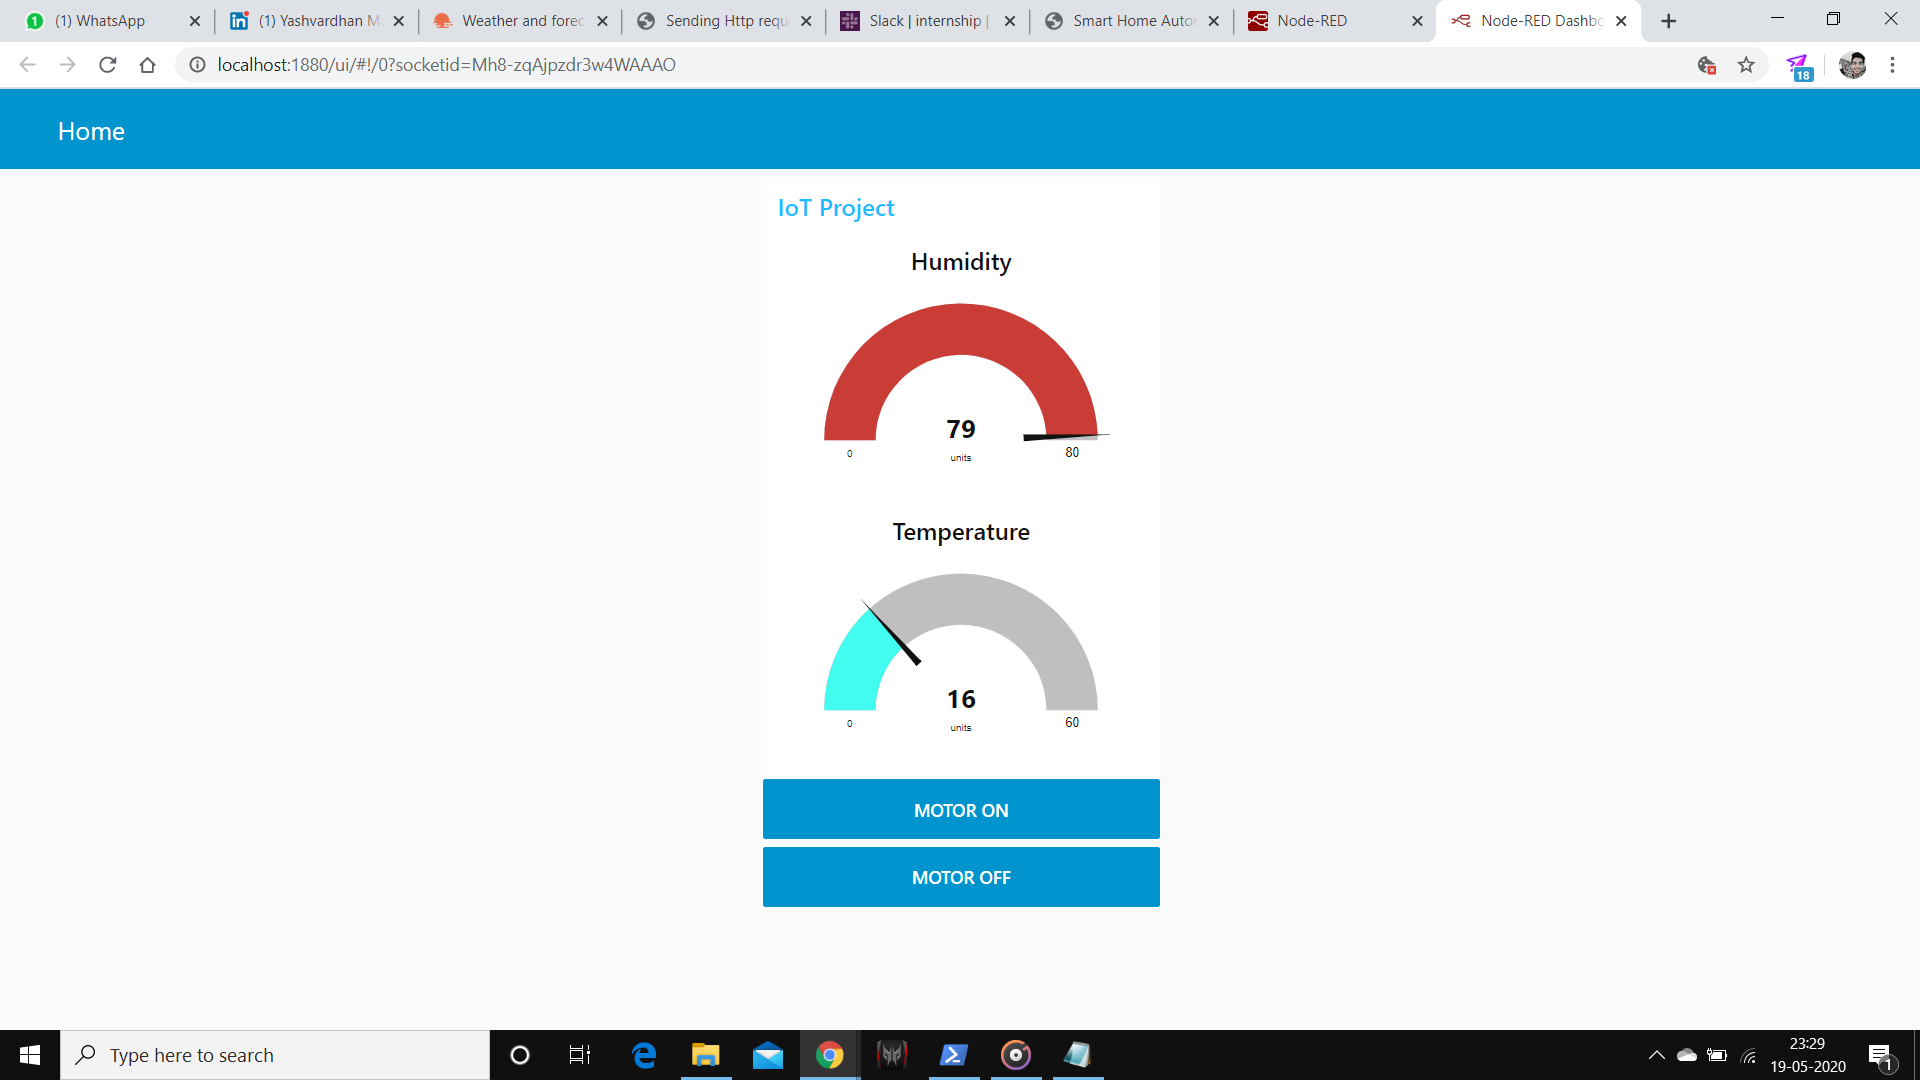 (1) WhatsApp
(1) Yashvardhan M
Weather and forec
Sending Http requ
Slack | internship |
Smart Home Autor
Node-RED
Node-RED Dashbo
localhost:1880/ui/#!/0?socketid=Mh8-zqAjpzdr3w4WAAAO
18
Home
IoT Project
Humidity
79
units
0
80
Temperature
16
units
0
60
MOTOR ON
MOTOR OFF
Type here to search
23:29
19-05-2020
1